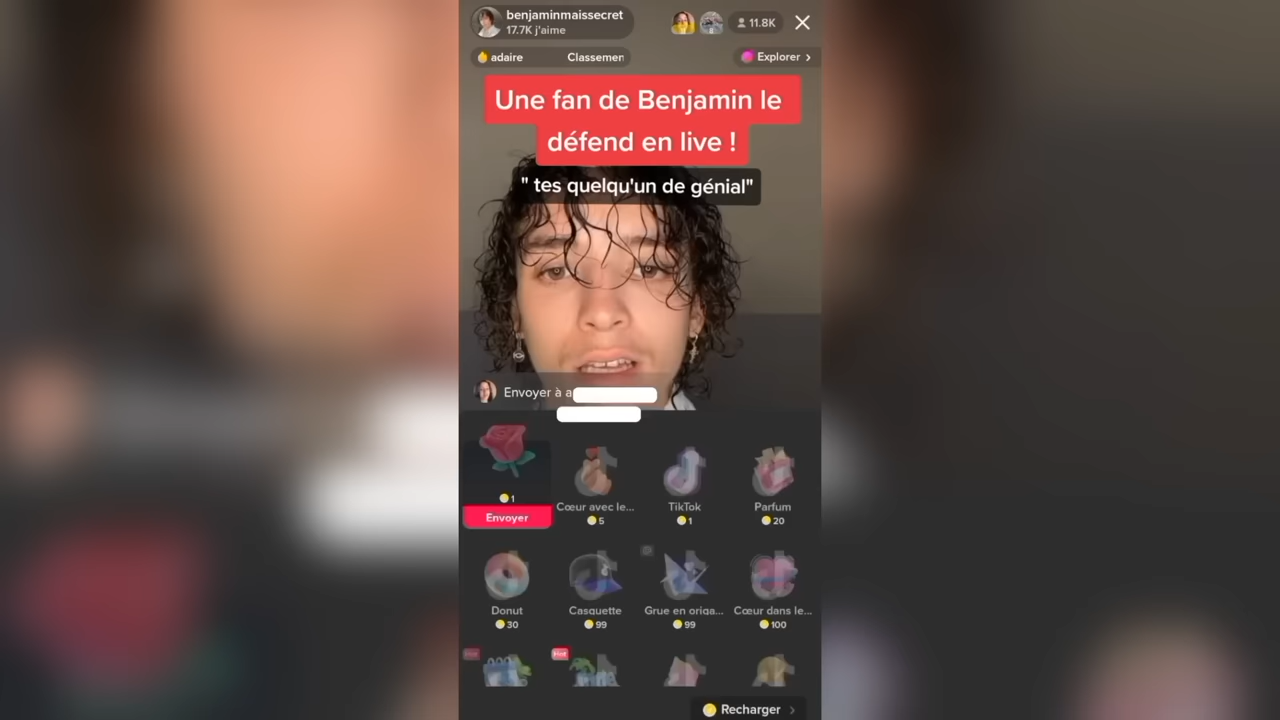 benjaminmaissecret
17.7K j'aime
11.8K
adaire
Classemen
Explorer
Une fan de Benjamin le
défend en live !
" tes quelqu'un de génial"
Envoyer à a
1
Envoyer
Cœur avec le...
5
TikTok
1
Parfum
20
Donut
30
Casquette
99
Grue en origa...
99
Cœur dans le...
100
Hot
Hot
Recharger